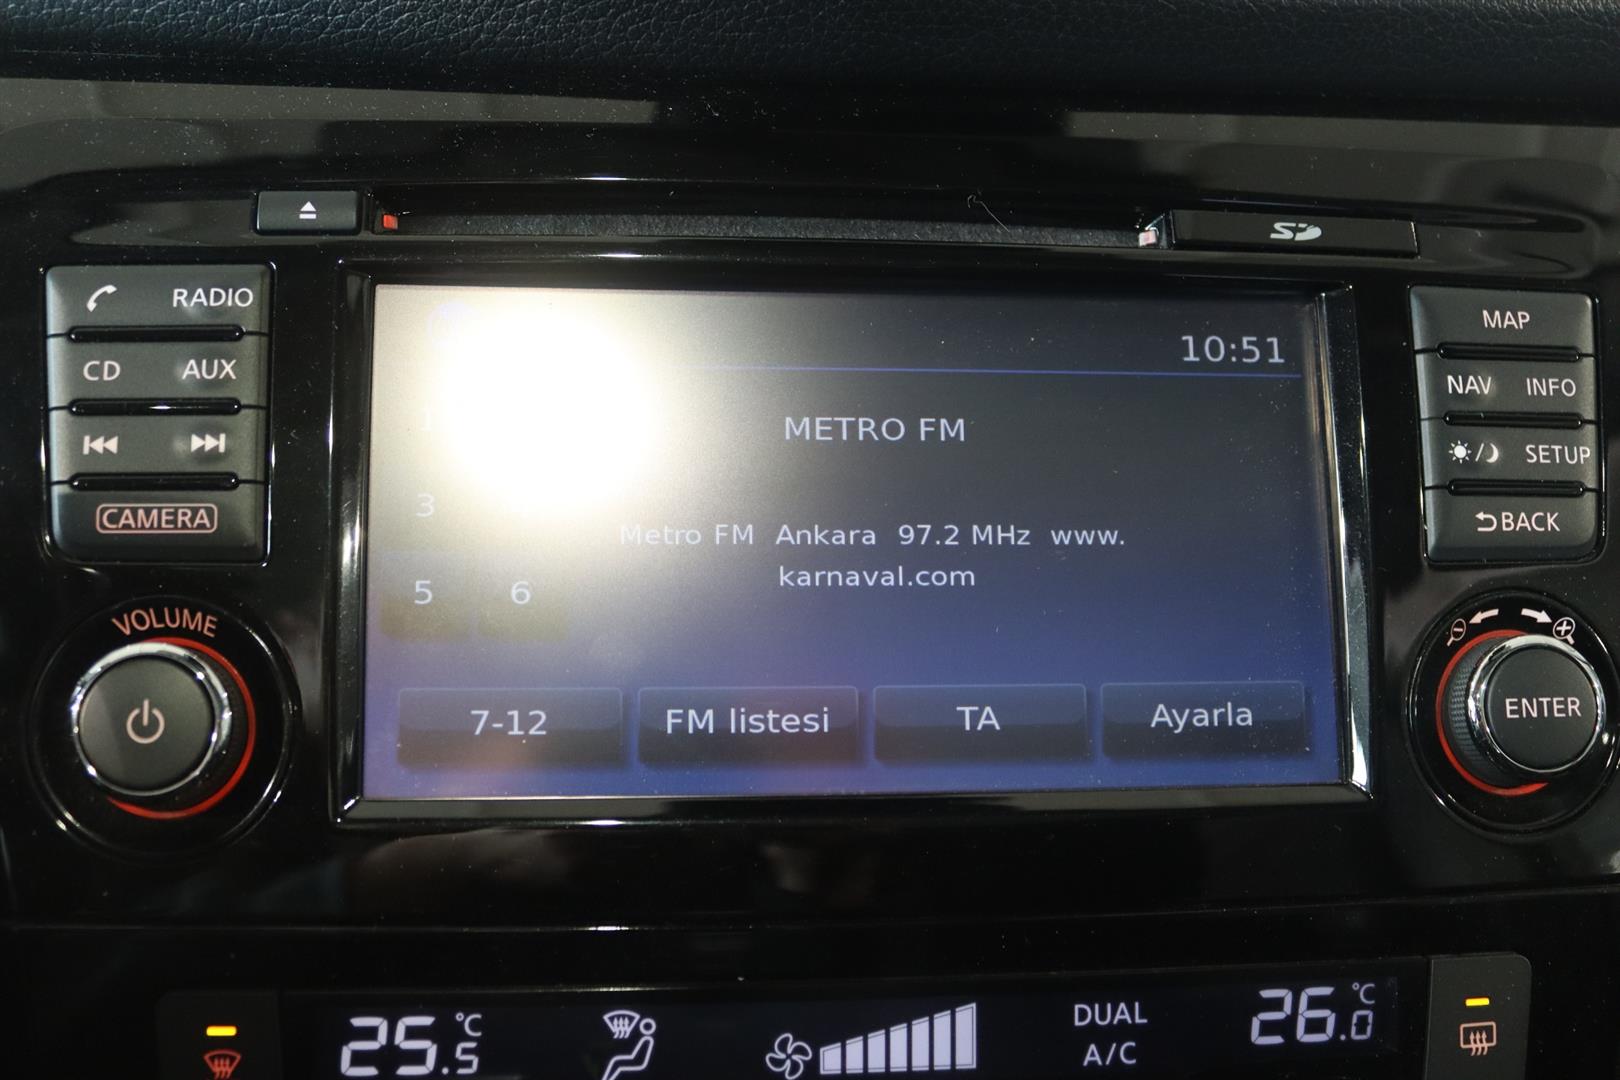 SD
RADIO
CD AUX
CAMERA
VOLUME
10:51
METRO FM
Metro FM Ankara 97.2 MHz www.
karnaval.com
1
3
5 6
7-12 FM listesi TA Ayarla
MAP
NAV INFO
SETUP
BACK
ENTER
25.5 °C
DUAL
A/C
26.0 °C